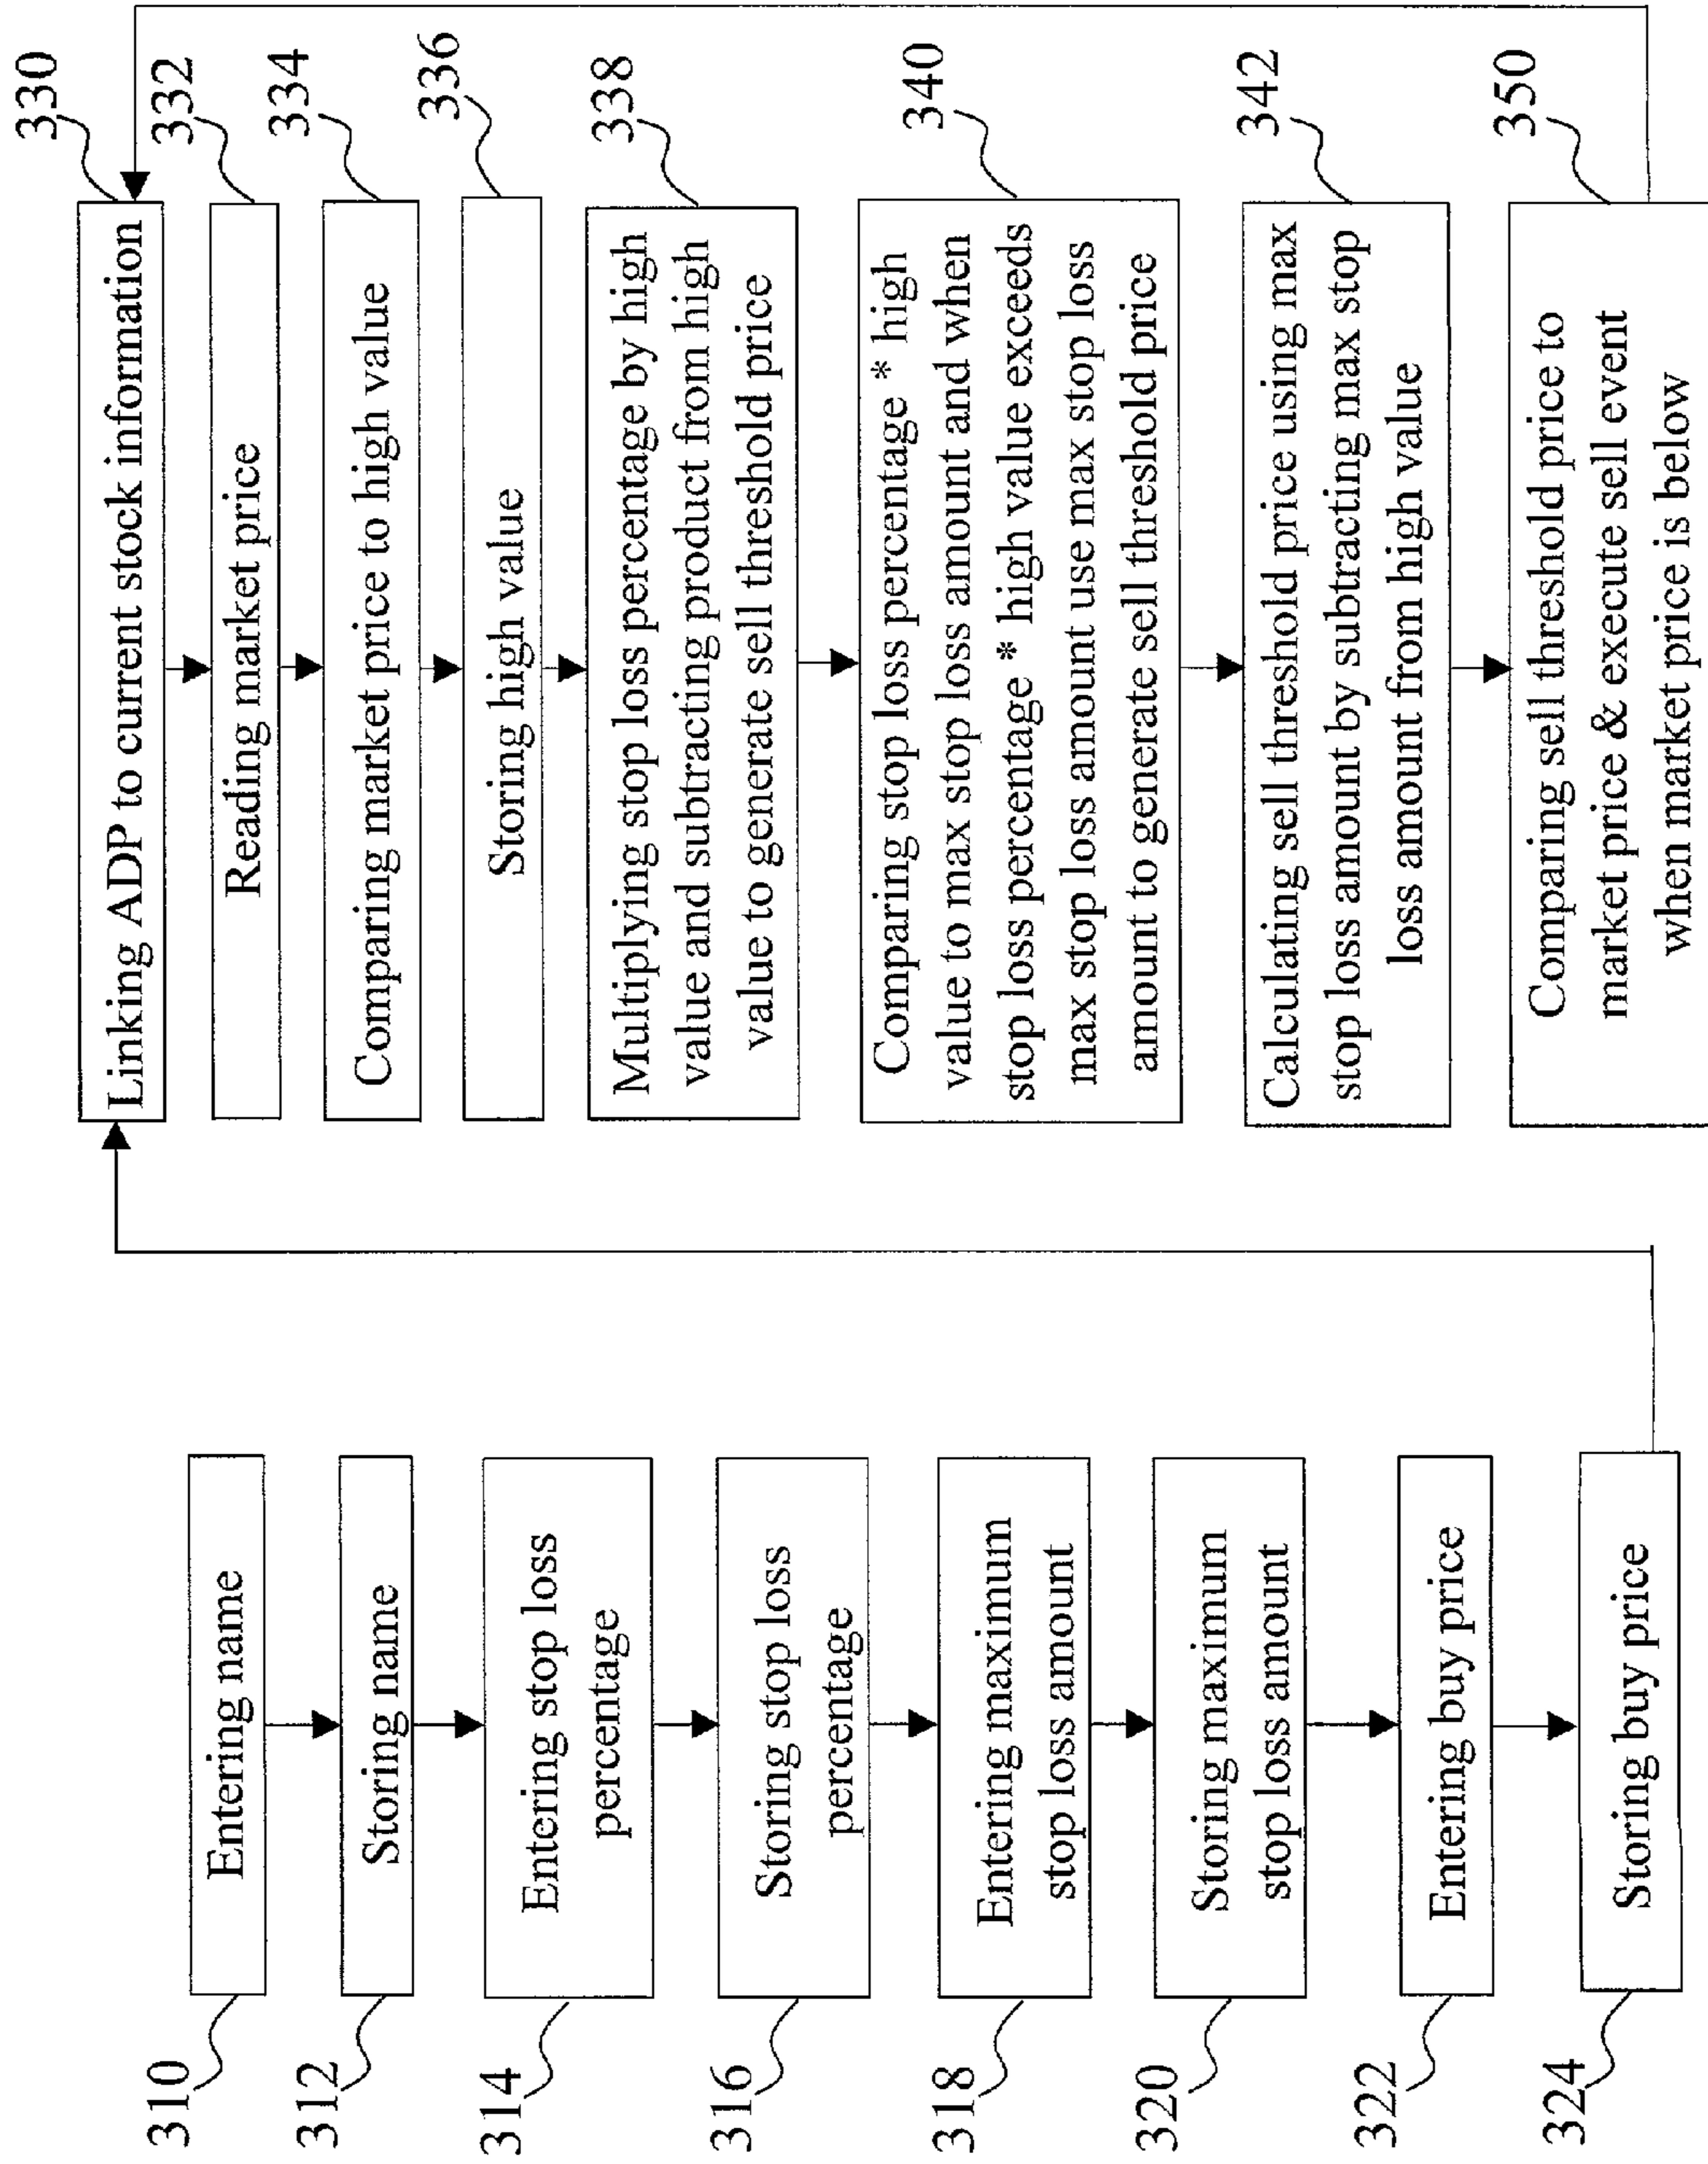 310
Entering name
312
Storing name
314
Entering stop loss
percentage
316
Storing stop loss
percentage
318
Entering maximum
stop loss amount
320
Storing maximum
stop loss amount
322
Entering buy price
324
Storing buy price
330
Linking ADP to current stock information
332
Reading market price
334
Comparing market price to high value
336
Storing high value
338
Multiplying stop loss percentage by high
value and subtracting product from high
value to generate sell threshold price
340
Comparing stop loss percentage * high
value to max stop loss amount and when
stop loss percentage * high value exceeds
max stop loss amount use max stop loss
amount to generate sell threshold price
342
Calculating sell threshold price using max
stop loss amount by subtracting max stop
loss amount from high value
350
Comparing sell threshold price to
market price & execute sell event
when market price is below